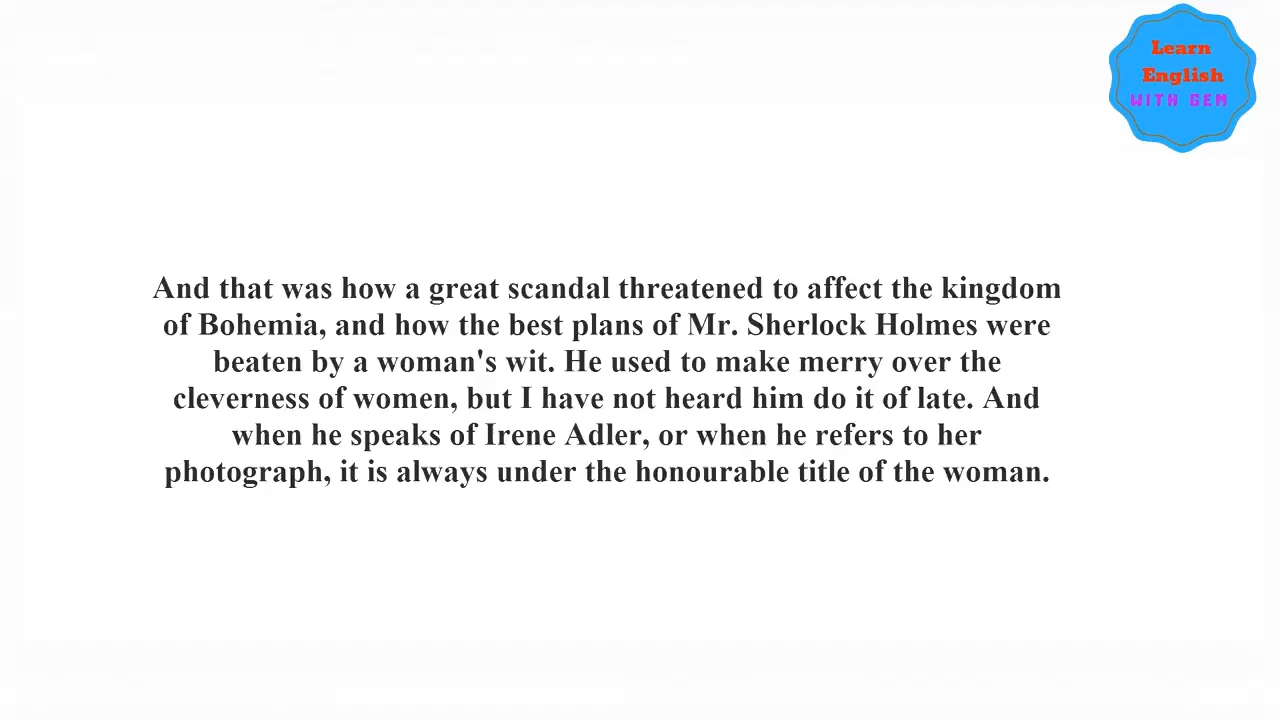 Learn
English
WITH GEM
And that was how a great scandal threatened to affect the kingdom
of Bohemia, and how the best plans of Mr. Sherlock Holmes were
beaten by a woman's wit. He used to make merry over the
cleverness of women, but I have not heard him do it of late. And
when he speaks of Irene Adler, or when he refers to her
photograph, it is always under the honourable title of the woman.